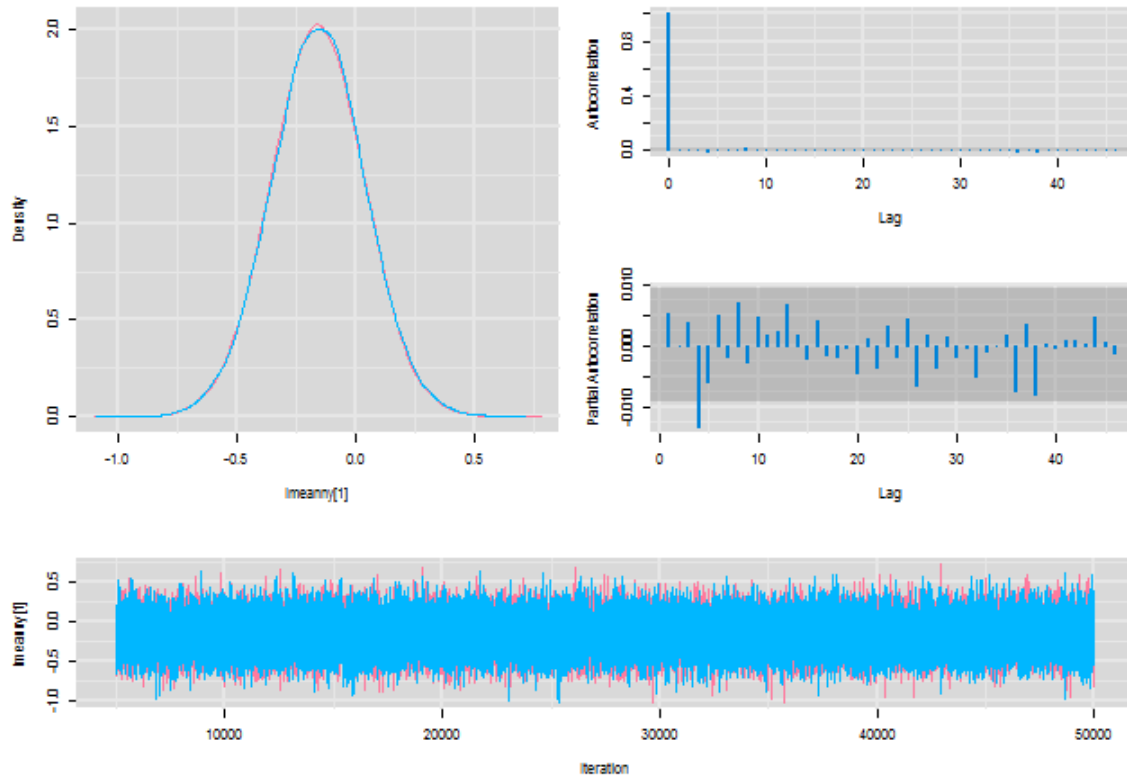 Density
0.0 0.5 1.0 1.5 2.0
-1.0 -0.5 0.0 0.5
lmeanny[1]
Autocorrelation
0.0 0.4 0.8
0 10 20 30 40
Lag
Partial Autocorrelation
-0.010 0.000 0.010
0 10 20 30 40
Lag
lmeanny[1]
-1.0 -0.5 0.0 0.5
10000 20000 30000 40000 50000
Iteration